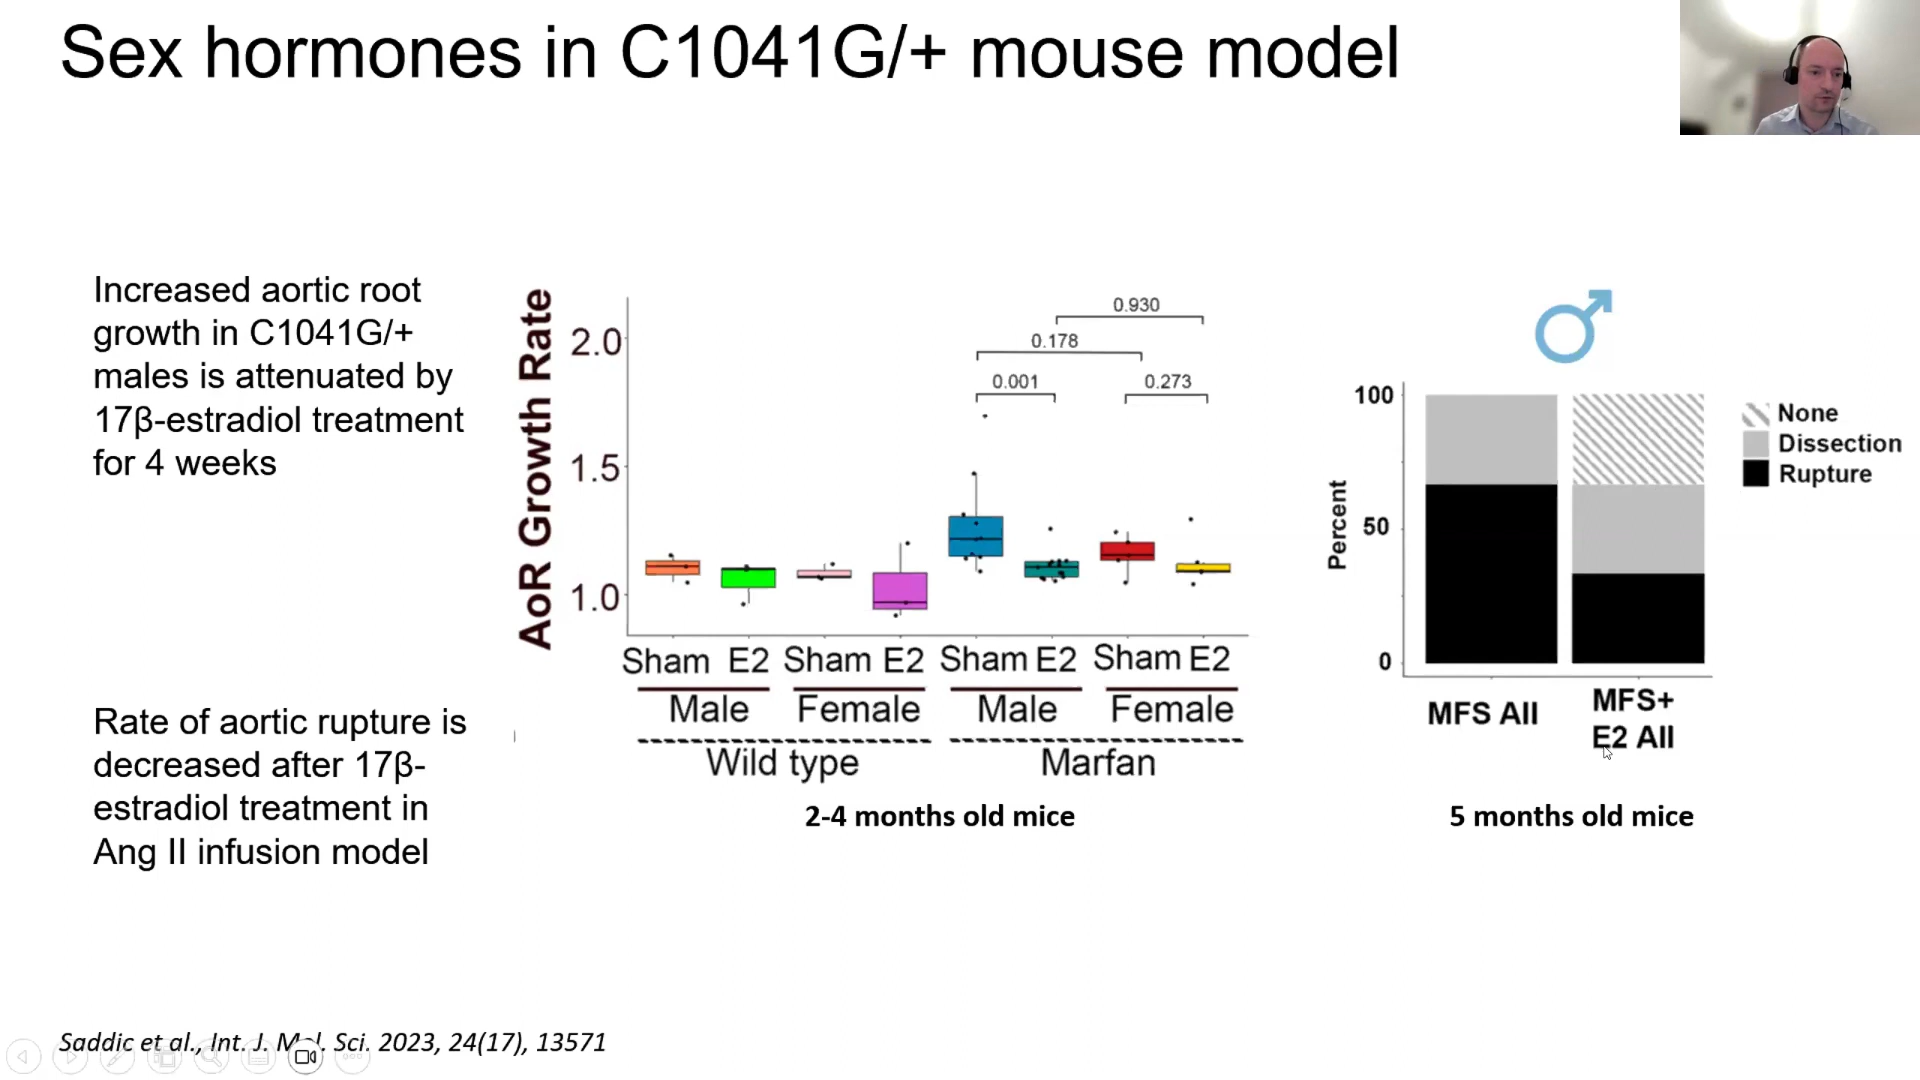 Sex hormones in C1041G/+ mouse model
Increased aortic root
growth in C1041G/+
males is attenuated by
17β-estradiol treatment
for 4 weeks
Rate of aortic rupture is
decreased after 17β-
estradiol treatment in
Ang II infusion model
AoR Growth Rate
2.0
1.5
1.0
0.930
0.178
0.001
0.273
Sham E2 Sham E2 Sham E2 Sham E2
Male Female Male Female
Wild type Marfan
2-4 months old mice
Percent
100
50
0
None
Dissection
Rupture
MFS All
MFS+
E2 All
5 months old mice
Saddic et al., Int. J. Mol. Sci. 2023, 24(17), 13571